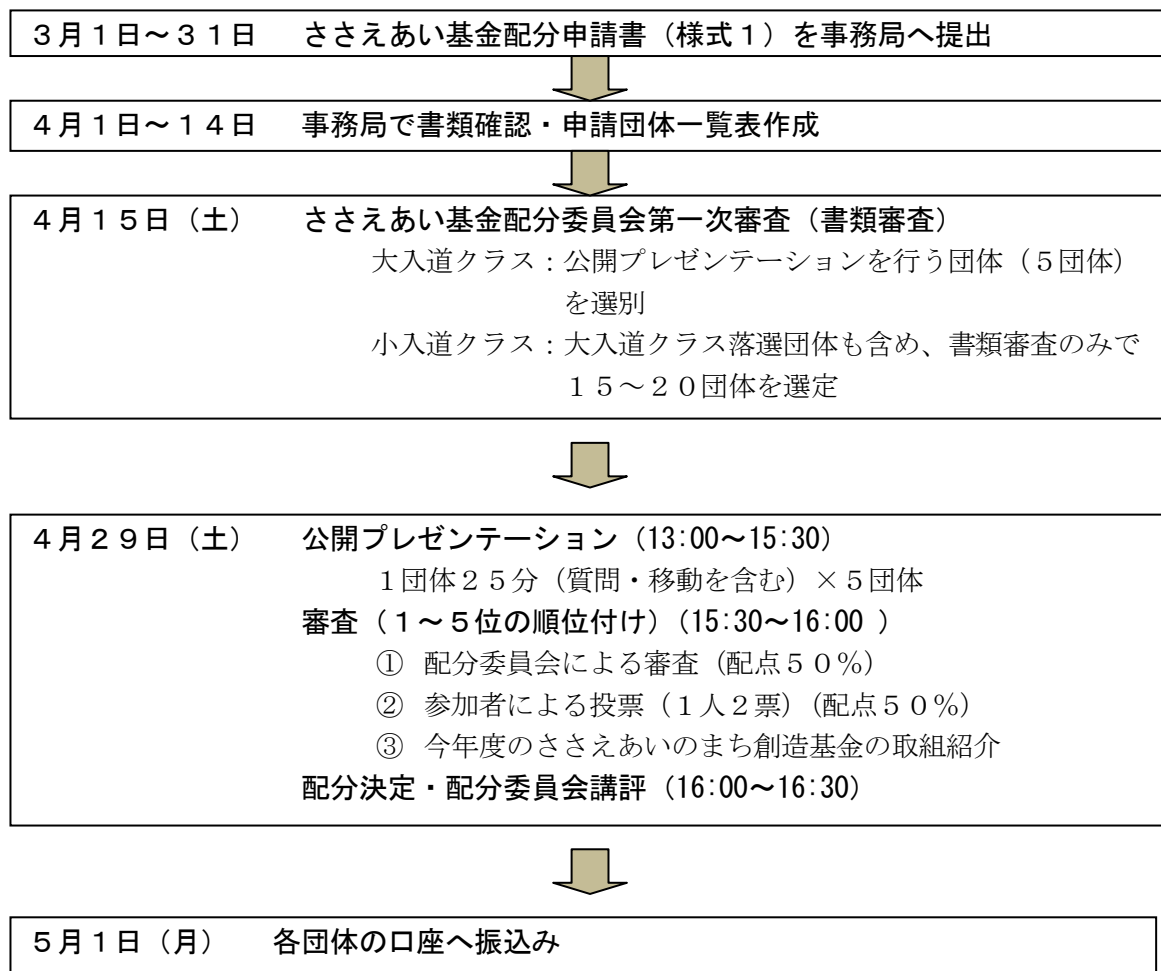 ３月１日～３１日　ささえあい基金配分申請書（様式１）を事務局へ提出
４月１日～１４日　事務局で書類確認・申請団体一覧表作成
４月１５日（土）　ささえあい基金配分委員会第一次審査（書類審査）
大入道クラス：公開プレゼンテーションを行う団体（５団体）
を選別
小入道クラス：大入道クラス落選団体も含め、書類審査のみで
１５～２０団体を選定
４月２９日（土）　公開プレゼンテーション（13:00～15:30）
１団体２５分（質問・移動を含む）×５団体
審査（１～５位の順位付け）（15:30～16:00 ）
① 配分委員会による審査（配点５０％）
② 参加者による投票（１人２票）（配点５０％）
③ 今年度のささえあいのまち創造基金の取組紹介
配分決定・配分委員会講評（16:00～16:30）
５月１日（月）　各団体の口座へ振込み